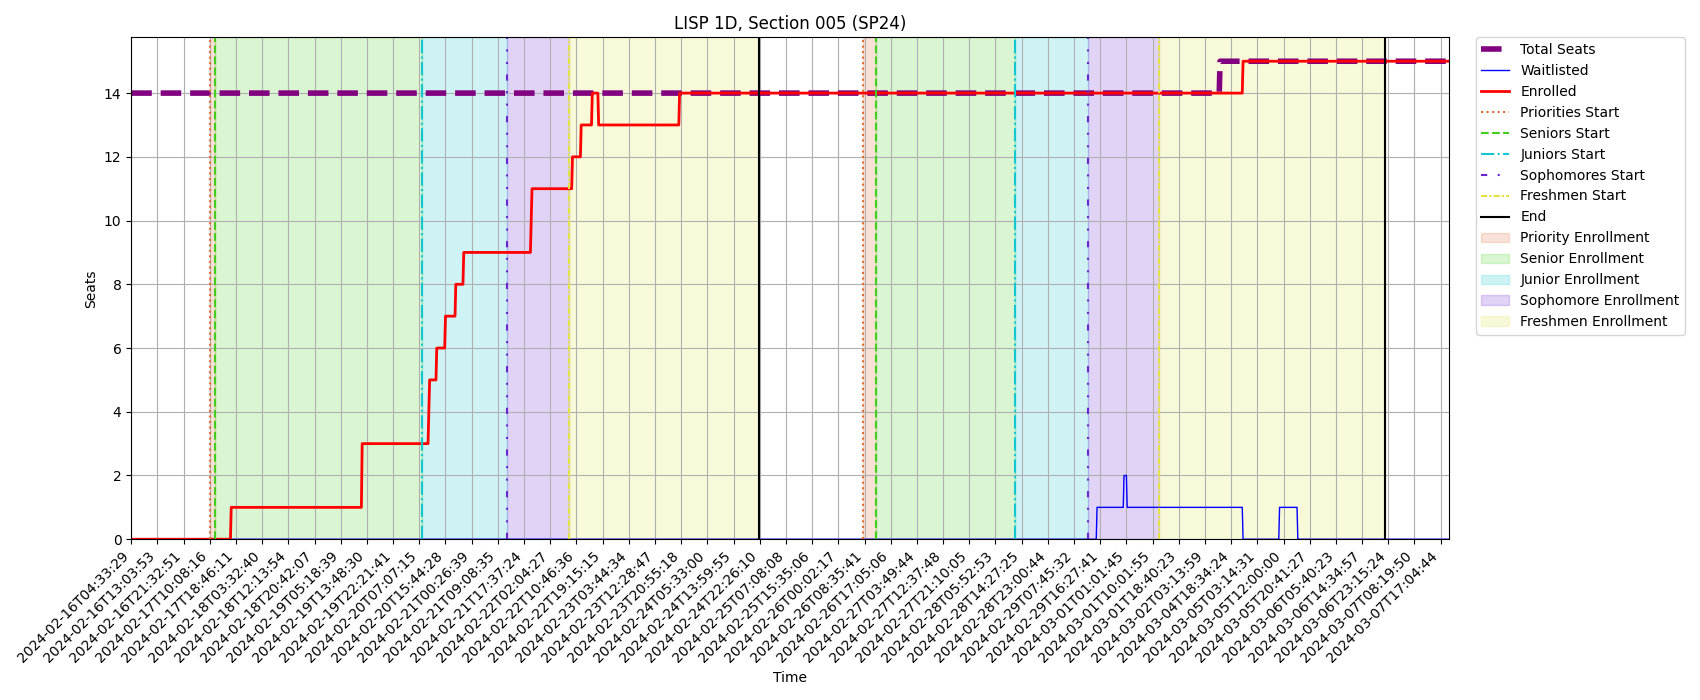 LISP 1D, Section 005 (SP24)
Seats
14
12
10
8
6
4
2
0
2024-02-16T04:33:29
2024-02-16T13:03:53
2024-02-16T21:32:51
2024-02-17T10:08:16
2024-02-17T18:46:11
2024-02-18T03:32:40
2024-02-18T12:13:54
2024-02-18T20:42:07
2024-02-19T05:18:39
2024-02-19T13:48:30
2024-02-19T22:21:41
2024-02-20T07:07:15
2024-02-20T15:44:28
2024-02-21T00:26:39
2024-02-21T09:08:35
2024-02-21T17:37:24
2024-02-22T02:04:27
2024-02-22T10:46:36
2024-02-22T19:15:15
2024-02-23T03:44:34
2024-02-23T12:28:47
2024-02-23T20:55:18
2024-02-24T05:33:00
2024-02-24T13:59:55
2024-02-24T22:26:10
2024-02-25T07:08:08
2024-02-25T15:35:06
2024-02-26T00:02:17
2024-02-26T08:35:41
2024-02-26T17:05:06
2024-02-27T03:49:44
2024-02-27T12:37:48
2024-02-27T21:10:05
2024-02-28T05:52:53
2024-02-28T14:27:25
2024-02-28T23:00:44
2024-02-29T07:45:32
2024-02-29T16:27:41
2024-03-01T01:01:45
2024-03-01T10:01:55
2024-03-01T18:40:23
2024-03-02T03:13:59
2024-03-04T18:34:24
2024-03-05T03:14:31
2024-03-05T12:00:00
2024-03-05T20:41:27
2024-03-06T05:40:23
2024-03-06T14:34:57
2024-03-06T23:15:24
2024-03-07T08:19:50
2024-03-07T17:04:44
Time
Total Seats
Waitlisted
Enrolled
Priorities Start
Seniors Start
Juniors Start
Sophomores Start
Freshmen Start
End
Priority Enrollment
Senior Enrollment
Junior Enrollment
Sophomore Enrollment
Freshmen Enrollment